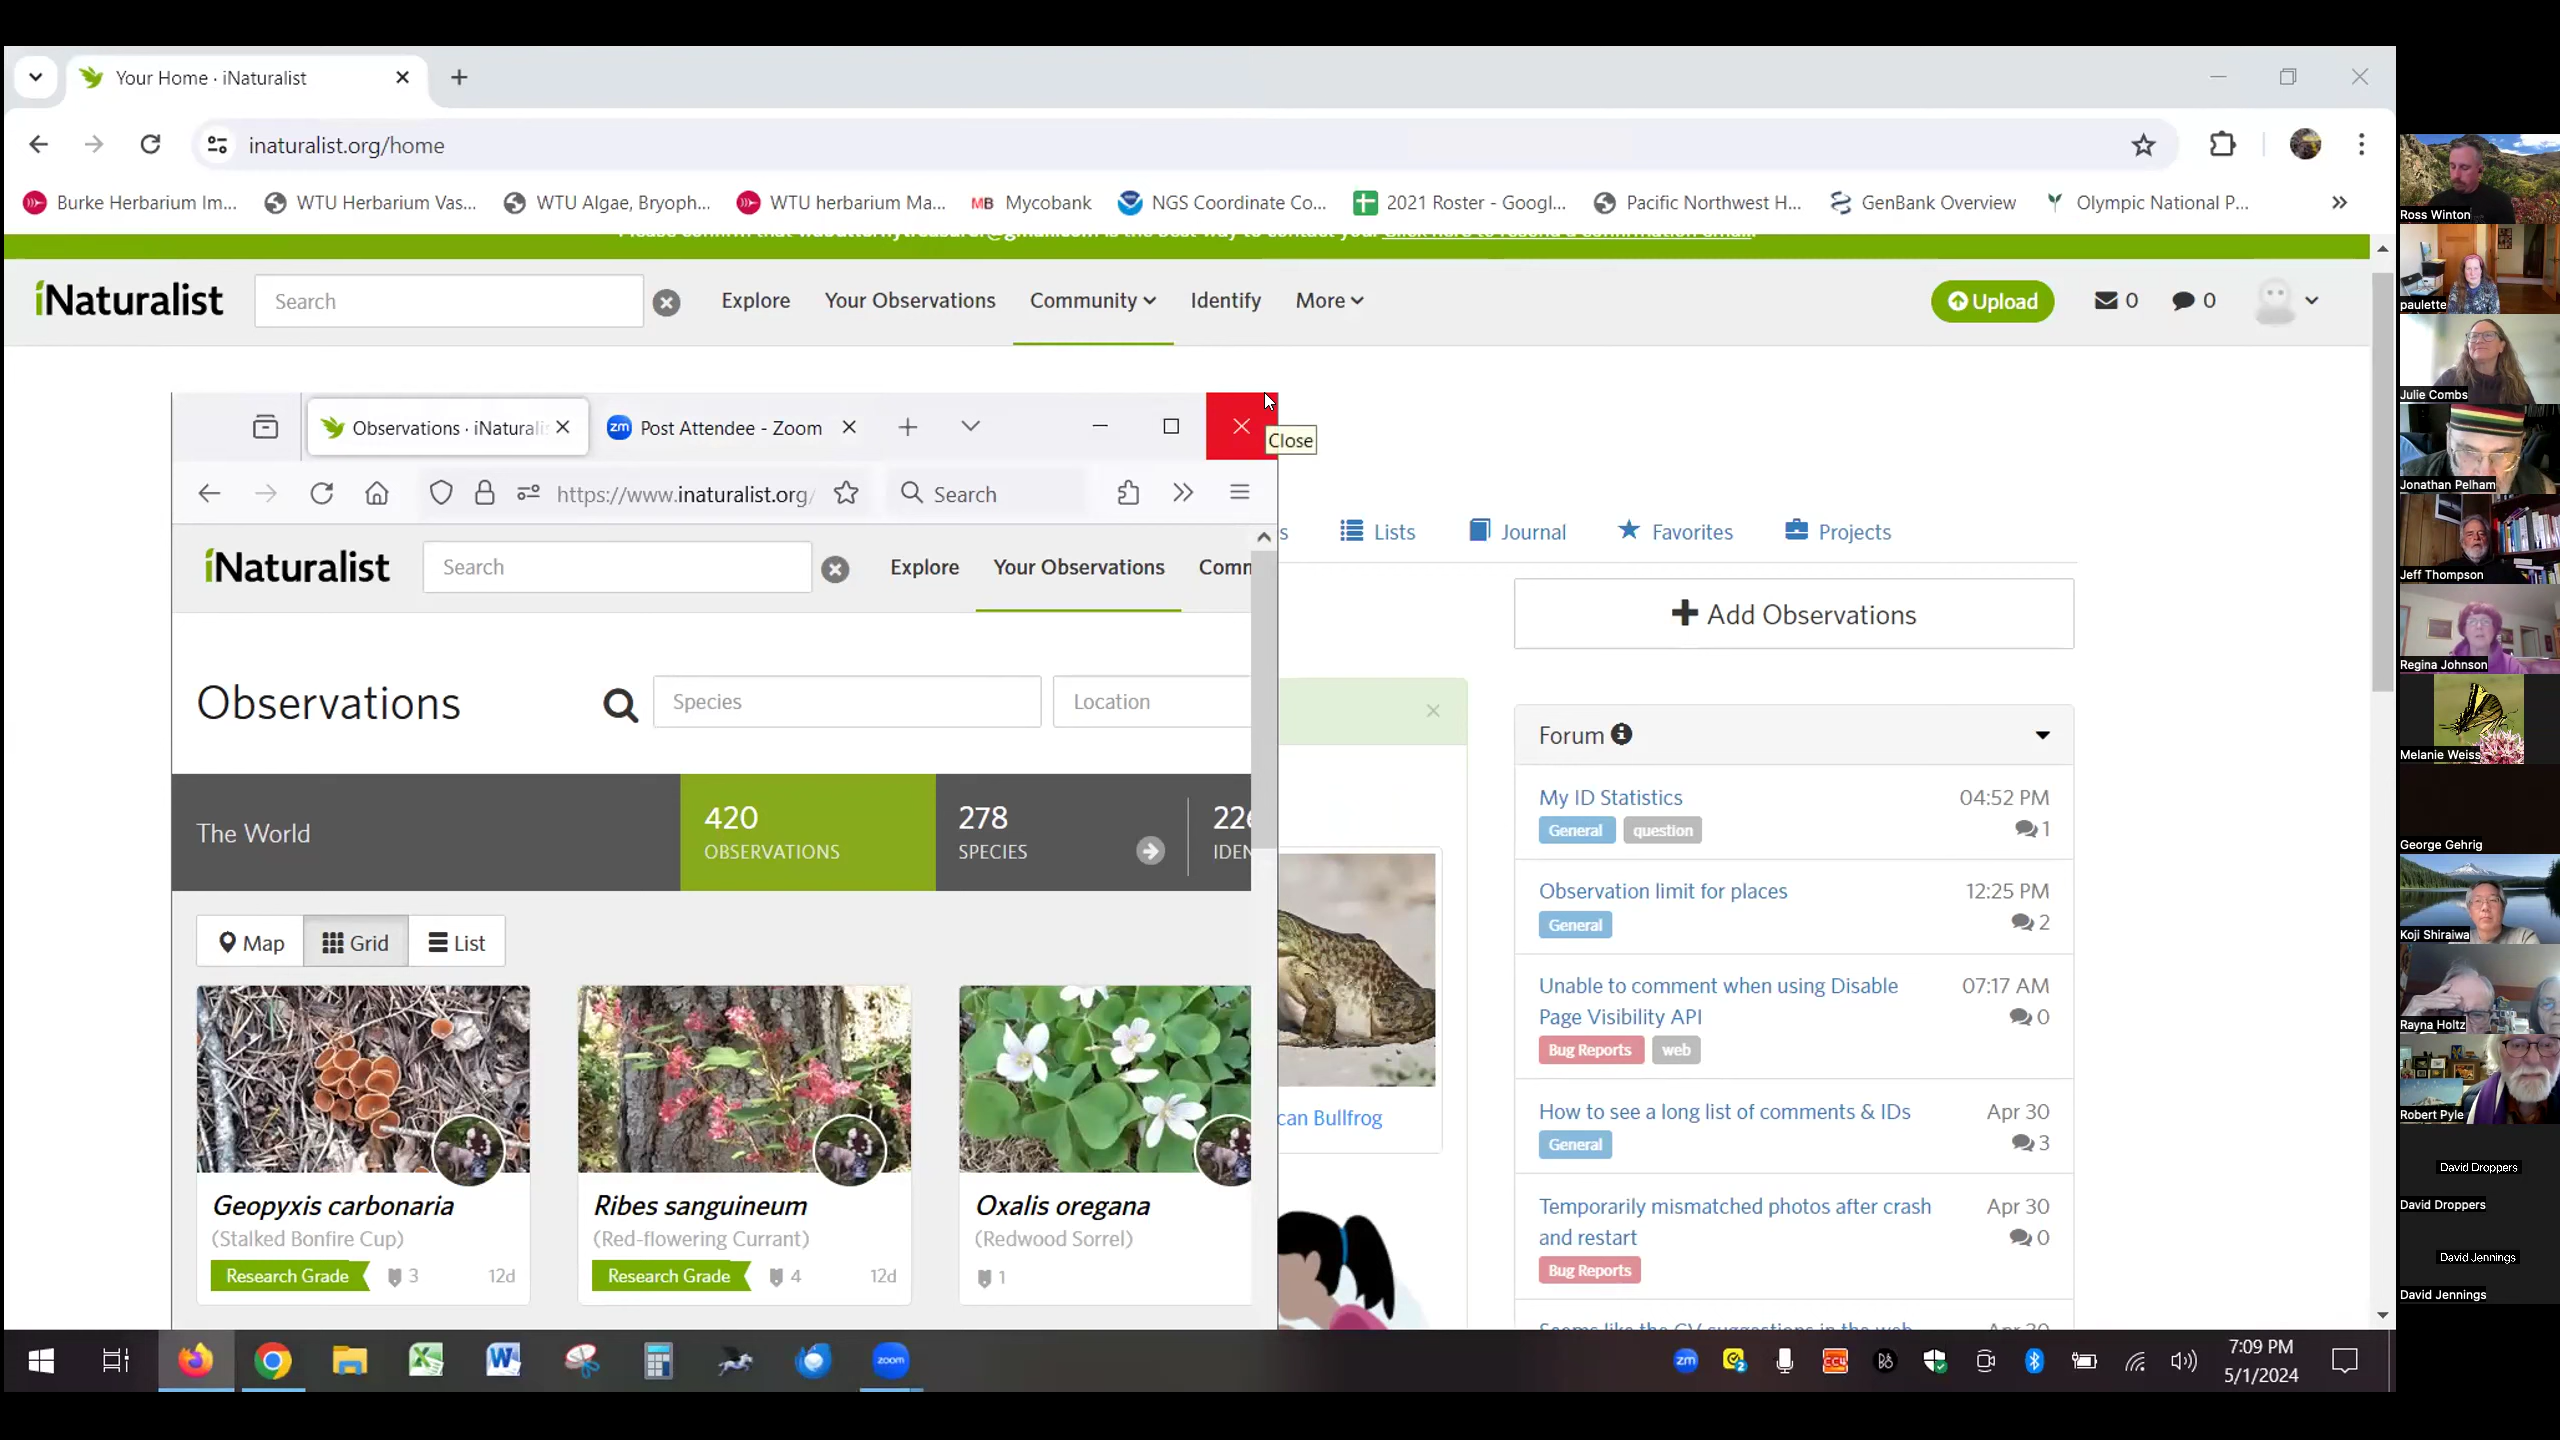 Your Home · iNaturalist
inaturalist.org/home
Burke Herbarium Im...
WTU Herbarium Vas...
WTU Algae, Bryoph...
WTU herbarium Ma...
MB Mycobank
NGS Coordinate Co...
2021 Roster - Googl...
Pacific Northwest H...
GenBank Overview
Olympic National P...
iNaturalist
Search
Explore
Your Observations
Community
Identify
More
Upload
0
0
Observations · iNaturali
zm Post Attendee - Zoom
Close
https://www.inaturalist.org/
Search
iNaturalist
Search
Explore
Your Observations
Comm
s
Lists
Journal
Favorites
Projects
Add Observations
Observations
Species
Location
The World
420
OBSERVATIONS
278
SPECIES
226
IDEN
Map
Grid
List
Geopyxis carbonaria
(Stalked Bonfire Cup)
Research Grade
3
12d
Ribes sanguineum
(Red-flowering Currant)
Research Grade
4
12d
Oxalis oregana
(Redwood Sorrel)
1
can Bullfrog
Forum
My ID Statistics
04:52 PM
General
question
1
Observation limit for places
12:25 PM
General
2
Unable to comment when using Disable
Page Visibility API
07:17 AM
0
Bug Reports
web
How to see a long list of comments & IDs
Apr 30
General
3
Temporarily mismatched photos after crash
and restart
Apr 30
0
Bug Reports
zoom
zm
7:09 PM
5/1/2024
Ross Winton
paulette
Julie Combs
Jonathan Pelham
Jeff Thompson
Regina Johnson
Melanie Weiss
George Gehrig
Koji Shiraiwa
Rayna Holtz
Robert Pyle
David Droppers
David Droppers
David Jennings
David Jennings